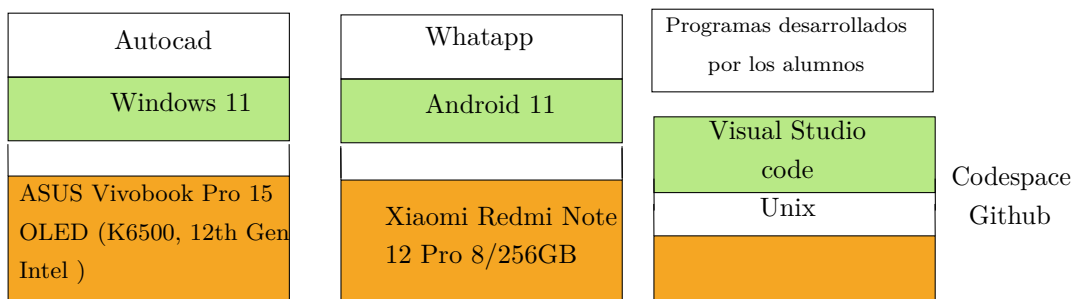 Autocad
Windows 11
ASUS Vivobook Pro 15
OLED (K6500, 12th Gen
Intel )
Whatapp
Android 11
Xiaomi Redmi Note
12 Pro 8/256GB
Programas desarrollados
por los alumnos
Visual Studio
code
Unix
Codespace
Github